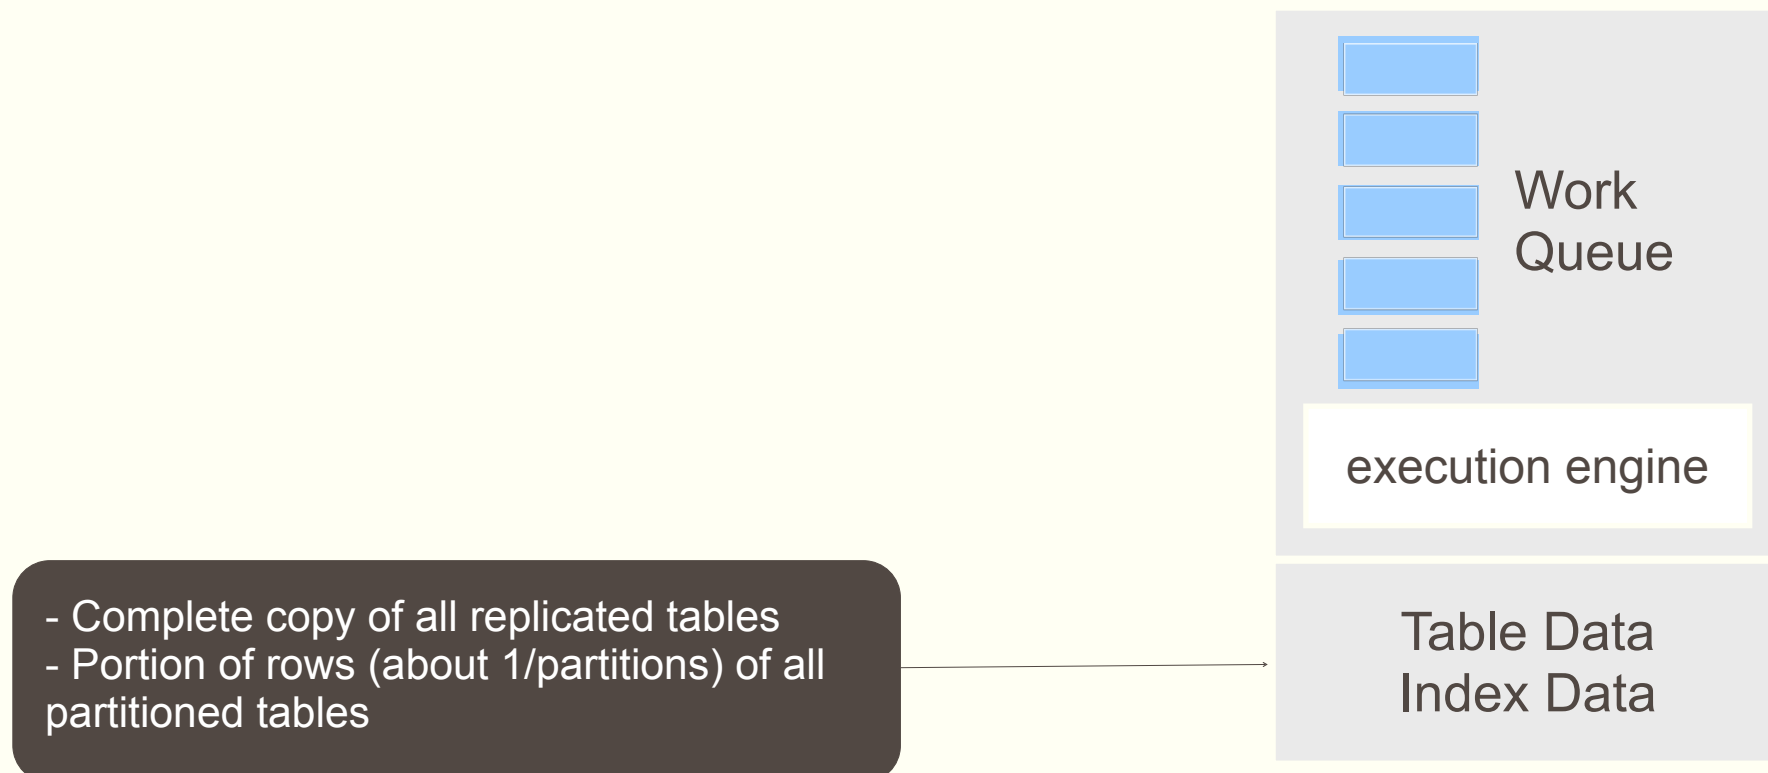 Work
Queue
execution engine
- Complete copy of all replicated tables
- Portion of rows (about 1/partitions) of all
partitioned tables
Table Data
Index Data